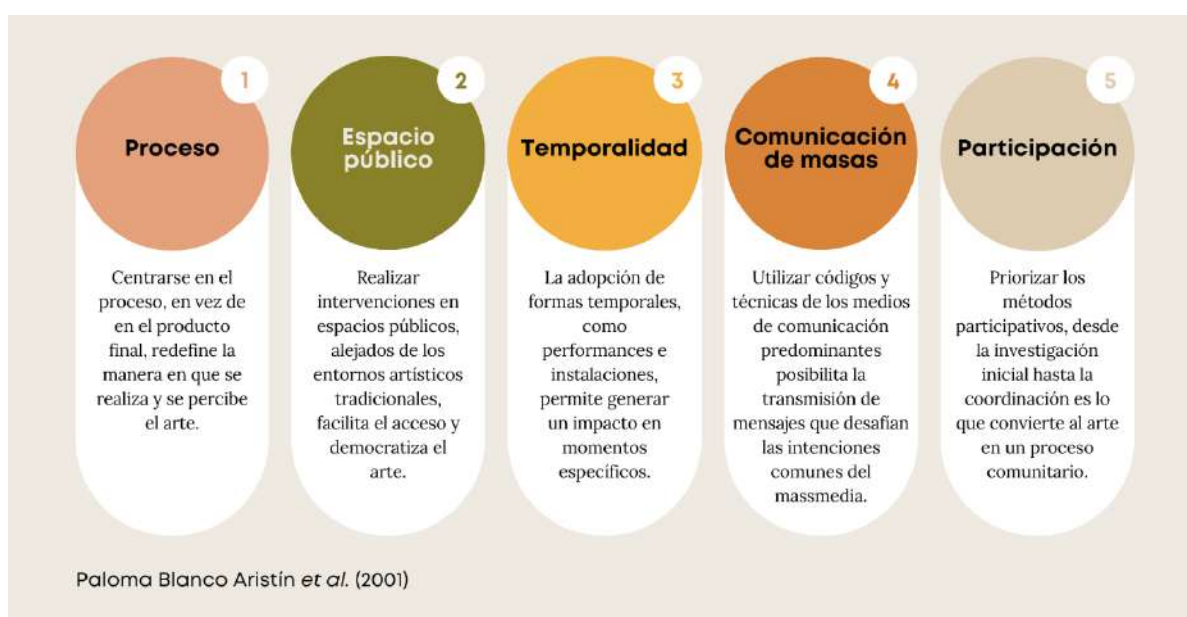 1
Proceso
Centrarse en el
proceso, en vez de
en el producto
final, redefine la
manera en que se
realiza y se percibe
el arte.
2
Espacio
público
Realizar
intervenciones en
espacios públicos,
alejados de los
entornos artísticos
tradicionales,
facilita el acceso y
democratiza el
arte.
3
Temporalidad
La adopción de
formas temporales,
como
performances e
instalaciones,
permite generar
un impacto en
momentos
específicos.
4
Comunicación
de masas
Utilizar códigos y
técnicas de los medios
de comunicación
predominantes
posibilita la
transmisión de
mensajes que desafían
las intenciones
comunes del
massmedia.
5
Participación
Priorizar los
métodos
participativos, desde
la investigación
inicial hasta la
coordinación es lo
que convierte al arte
en un proceso
comunitario.
Paloma Blanco Aristín et al. (2001)